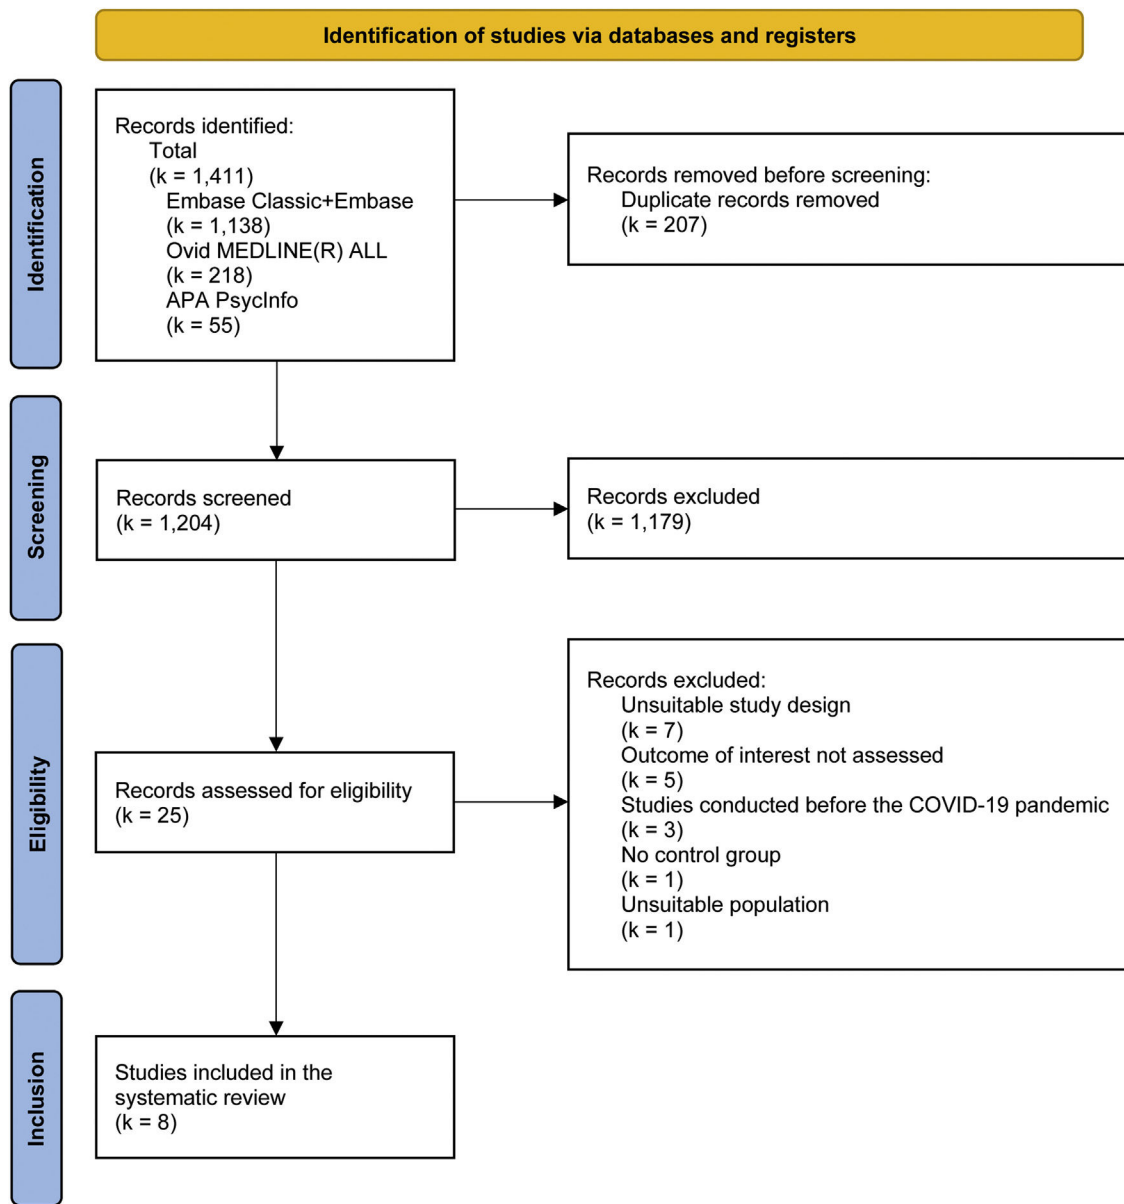 Identification of studies via databases and registers
Identification
Records identified:
Total
(k = 1,411)
Embase Classic+Embase
(k = 1,138)
Ovid MEDLINE(R) ALL
(k = 218)
APA PsycInfo
(k = 55)
Records removed before screening:
Duplicate records removed
(k = 207)
Screening
Records screened
(k = 1,204)
Records excluded
(k = 1,179)
Eligibility
Records assessed for eligibility
(k = 25)
Records excluded:
Unsuitable study design
(k = 7)
Outcome of interest not assessed
(k = 5)
Studies conducted before the COVID-19 pandemic
(k = 3)
No control group
(k = 1)
Unsuitable population
(k = 1)
Inclusion
Studies included in the
systematic review
(k = 8)